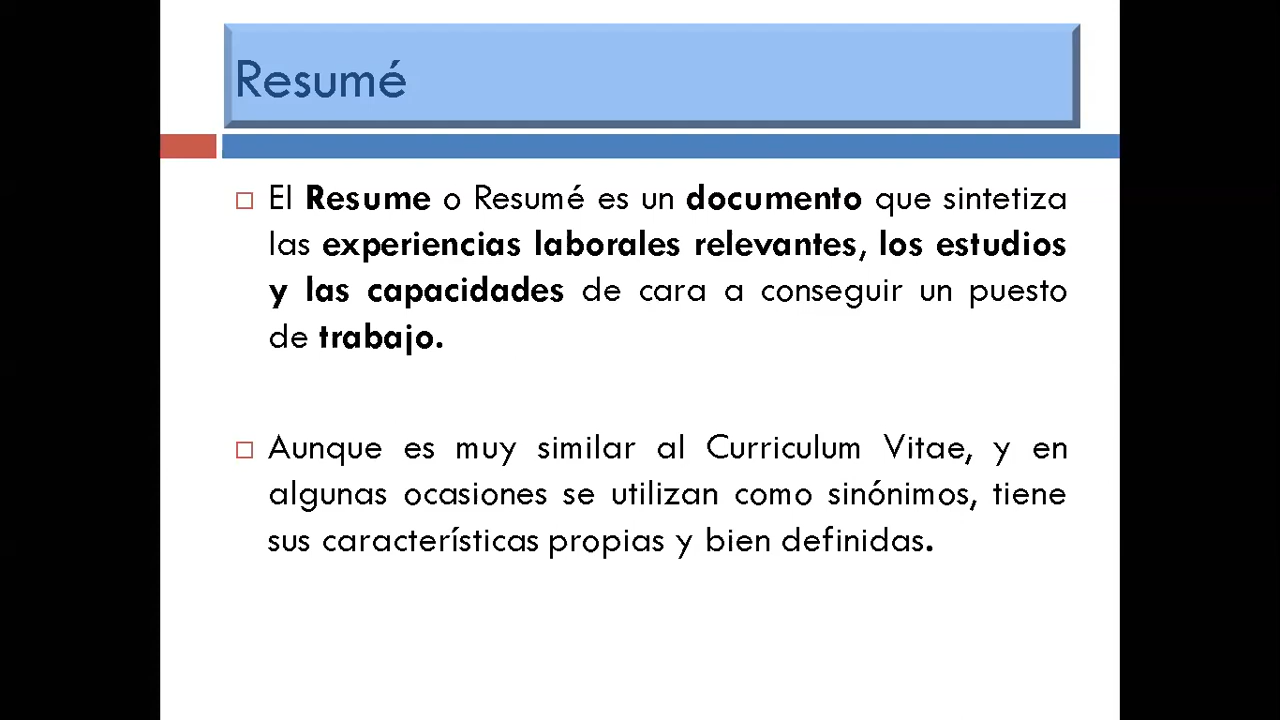 Resumé
El Resume o Resumé es un documento que sintetiza
las experiencias laborales relevantes, los estudios
y las capacidades de cara a conseguir un puesto
de trabajo.
Aunque es muy similar al Curriculum Vitae, y en
algunas ocasiones se utilizan como sinónimos, tiene
sus características propias y bien definidas.